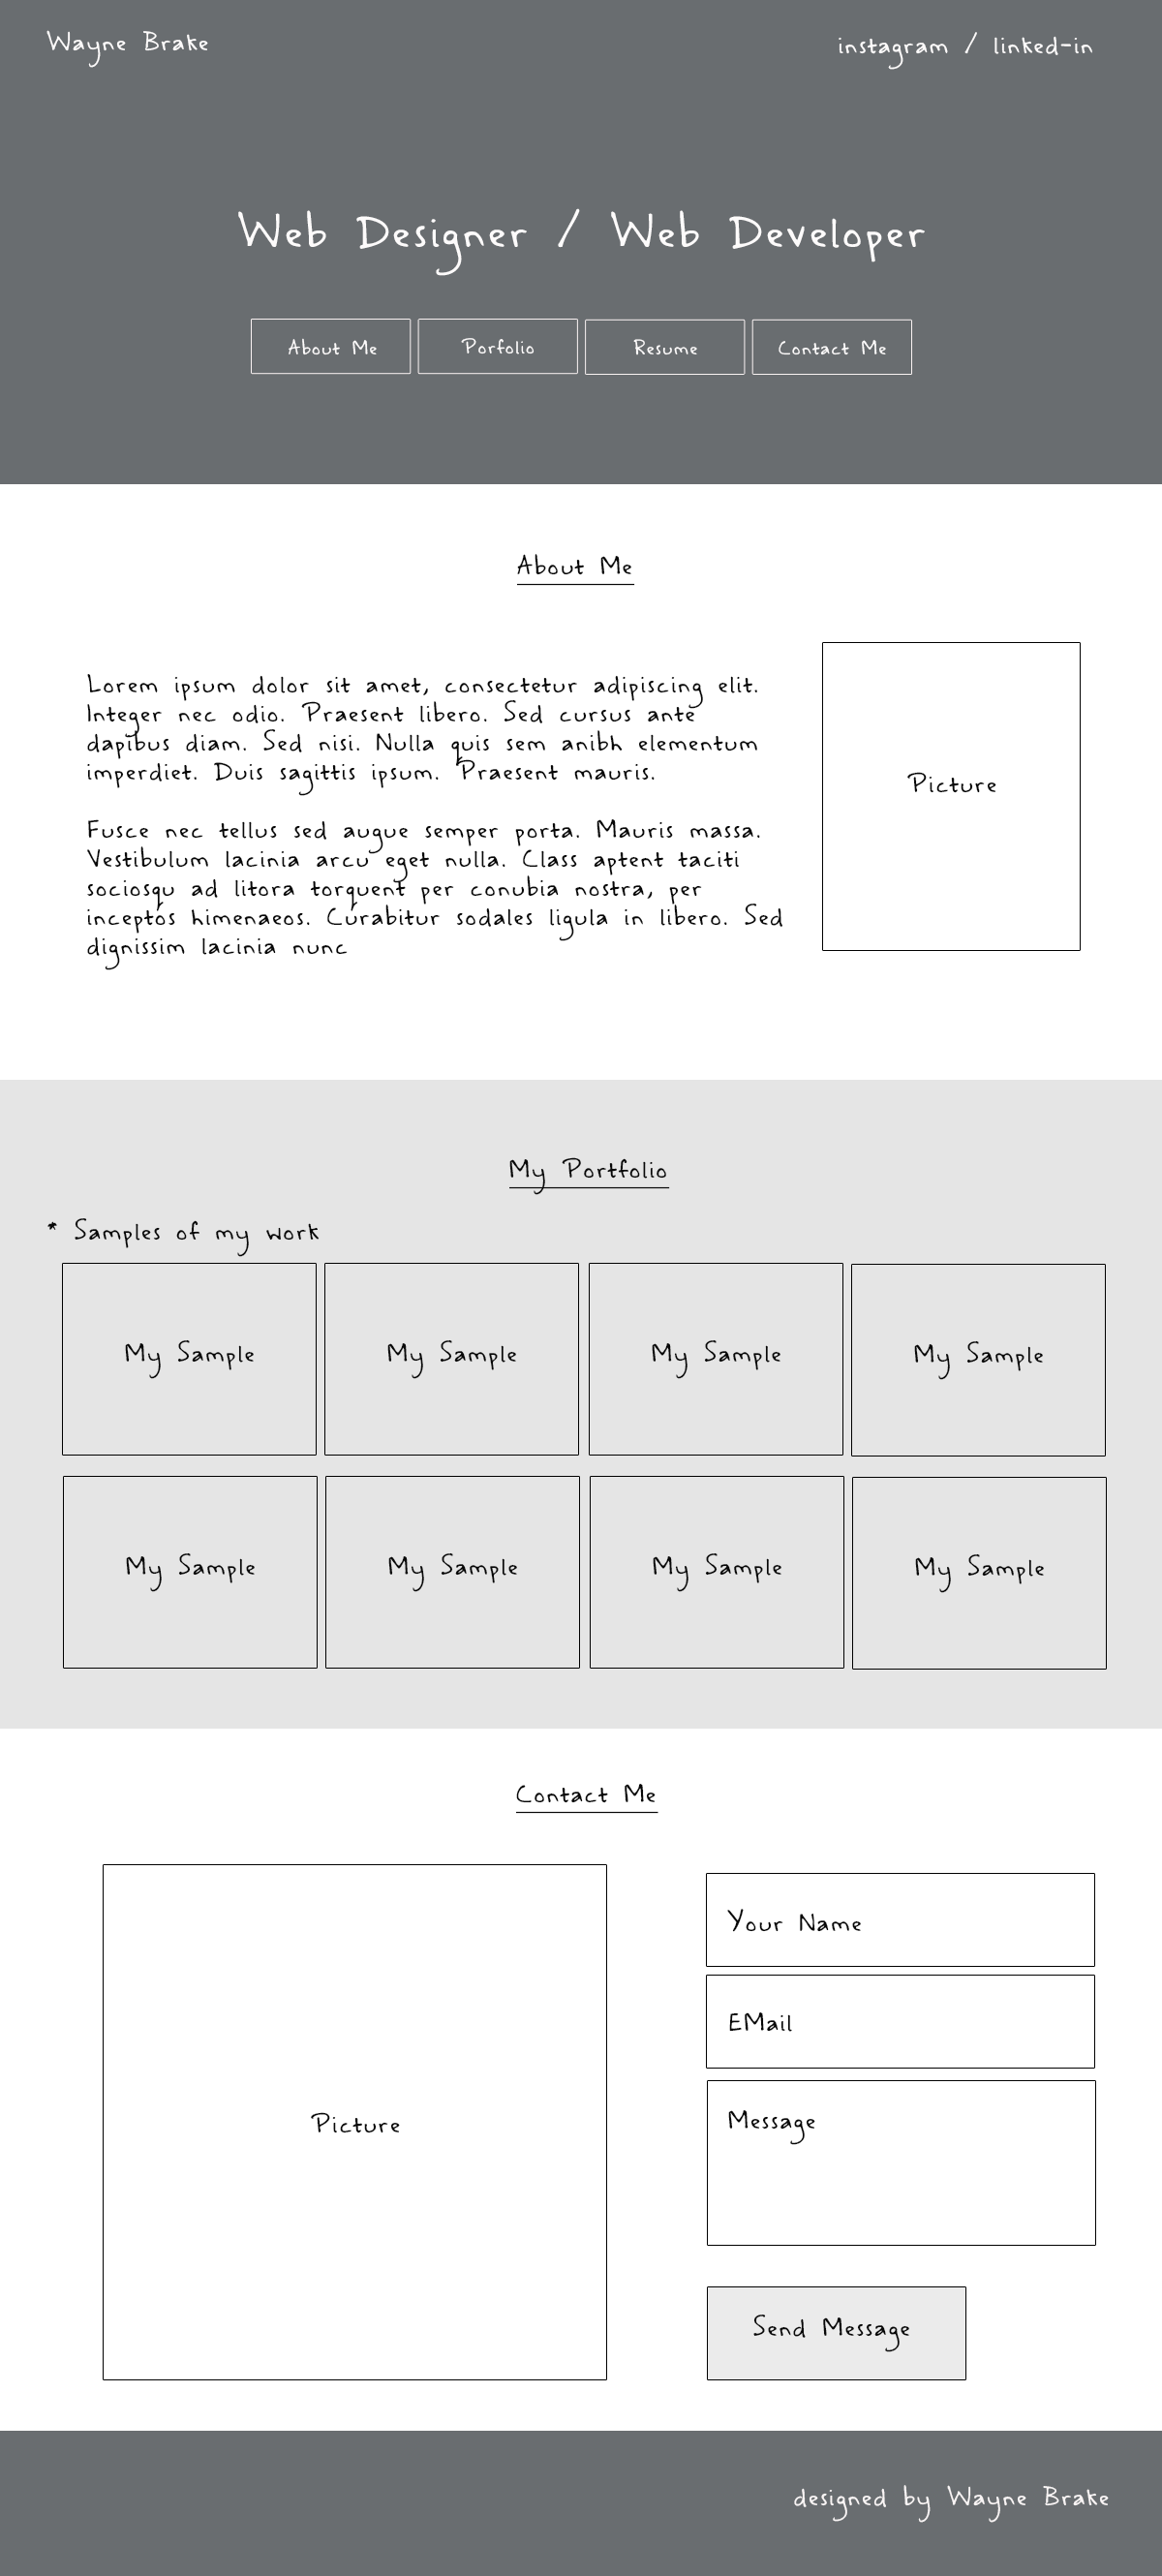 Wayne Brake
instagram / linked-in
Web Designer / Web Developer
About Me
Porfolio
Resume
Contact Me
About Me
Lorem ipsum dolor sit amet, consectetur adipiscing elit.
Integer nec odio. Praesent libero. Sed cursus ante
dapibus diam. Sed nisi. Nulla quis sem anibh elementum
imperdiet. Duis sagittis ipsum. Praesent mauris.
Fusce nec tellus sed augue semper porta. Mauris massa.
Vestibulum lacinia arcu eget nulla. Class aptent taciti
sociosqu ad litora torquent per conubia nostra, per
inceptos himenaeos. Curabitur sodales ligula in libero. Sed
dignissim lacinia nunc
Picture
My Portfolio
* Samples of my work
My Sample
My Sample
My Sample
My Sample
My Sample
My Sample
My Sample
My Sample
Contact Me
Picture
Your Name
EMail
Message
Send Message
designed by Wayne Brake